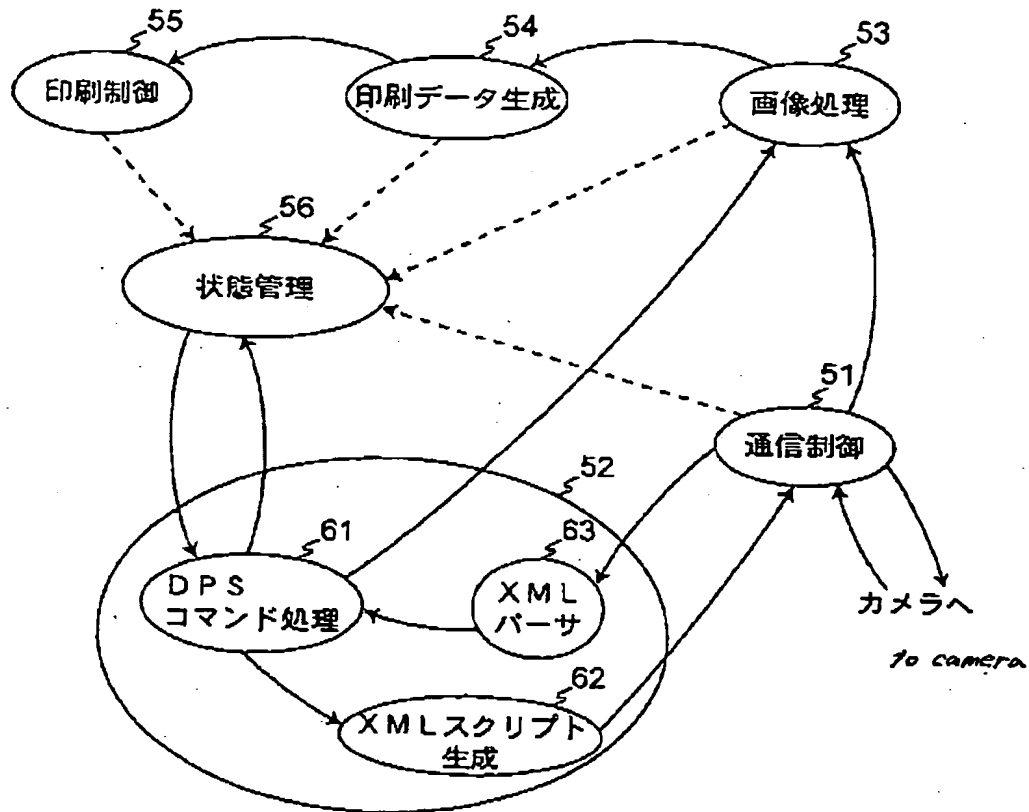 55
54
53
印刷制御
印刷データ生成
画像処理
56
状態管理
51
通信制御
52
61
63
DPS
コマンド処理
XML
パーサ
カメラへ
to camera
62
XMLスクリプト
生成